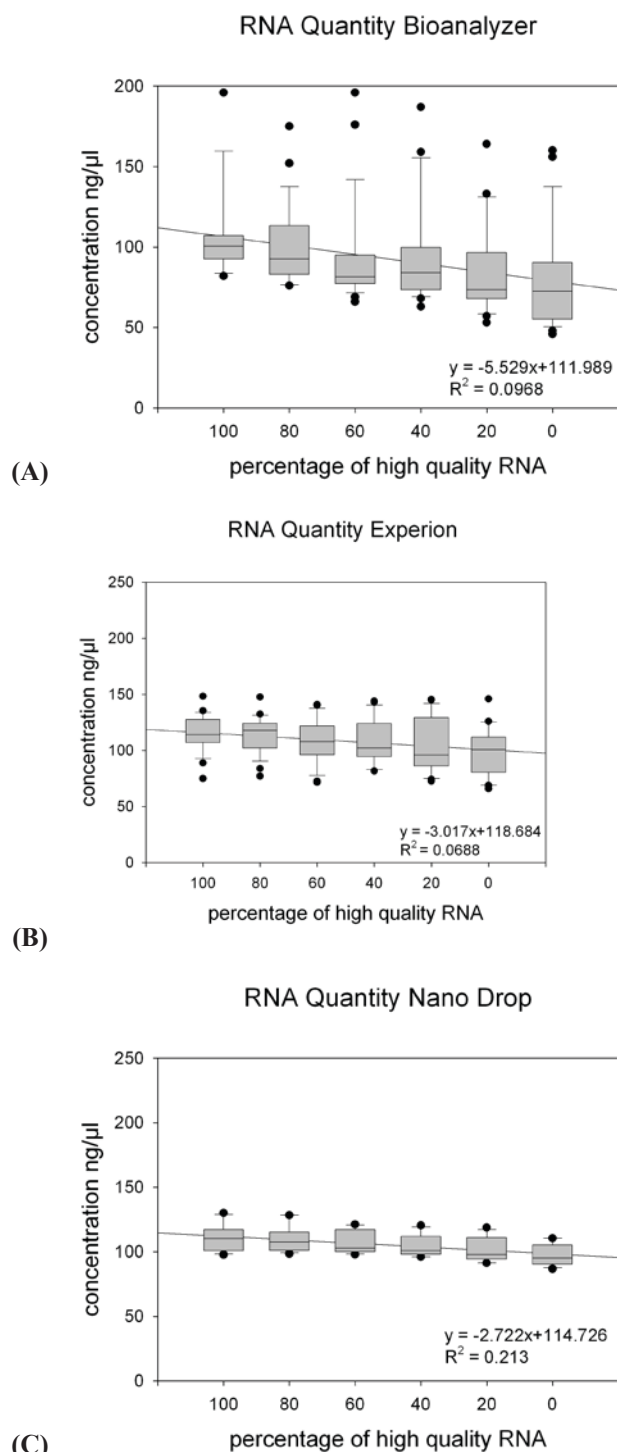 RNA Quantity Bioanalyzer
200
150
100
50
0
concentration ng/µl
y = -5.529x+111.989
R² = 0.0968
100 80 60 40 20 0
percentage of high quality RNA
(A)
RNA Quantity Experion
250
200
150
100
50
0
concentration ng/µl
y = -3.017x+118.684
R² = 0.0688
100 80 60 40 20 0
percentage of high quality RNA
(B)
RNA Quantity Nano Drop
250
200
150
100
50
0
concentration ng/µl
y = -2.722x+114.726
R² = 0.213
100 80 60 40 20 0
percentage of high quality RNA
(C)